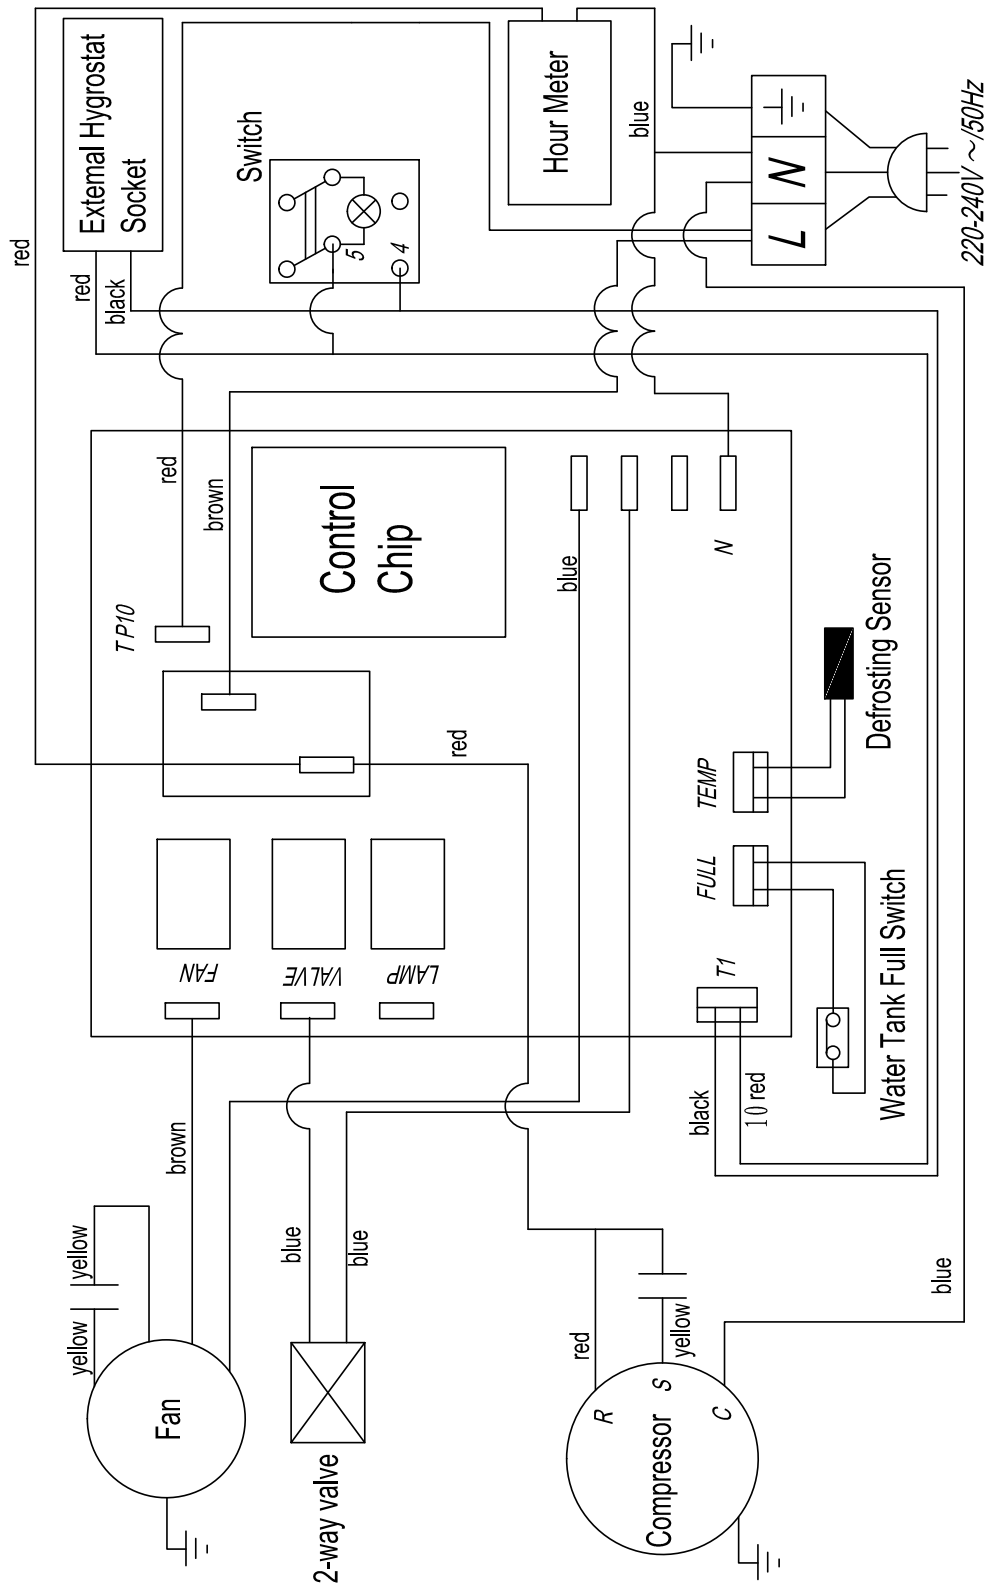 External Hygrostat
Socket
Switch
5
4
Hour Meter
red
red
black
blue
L
N
220-240V ~/50Hz
red
brown
T P10
Control
Chip
blue
N
red
TEMP
Defrosting Sensor
FULL
Water Tank Full Switch
T1
FAN
VALVE
LAMP
black
10 red
brown
yellow
yellow
Fan
blue
blue
2-way valve
red
yellow
R
S
C
Compressor
blue